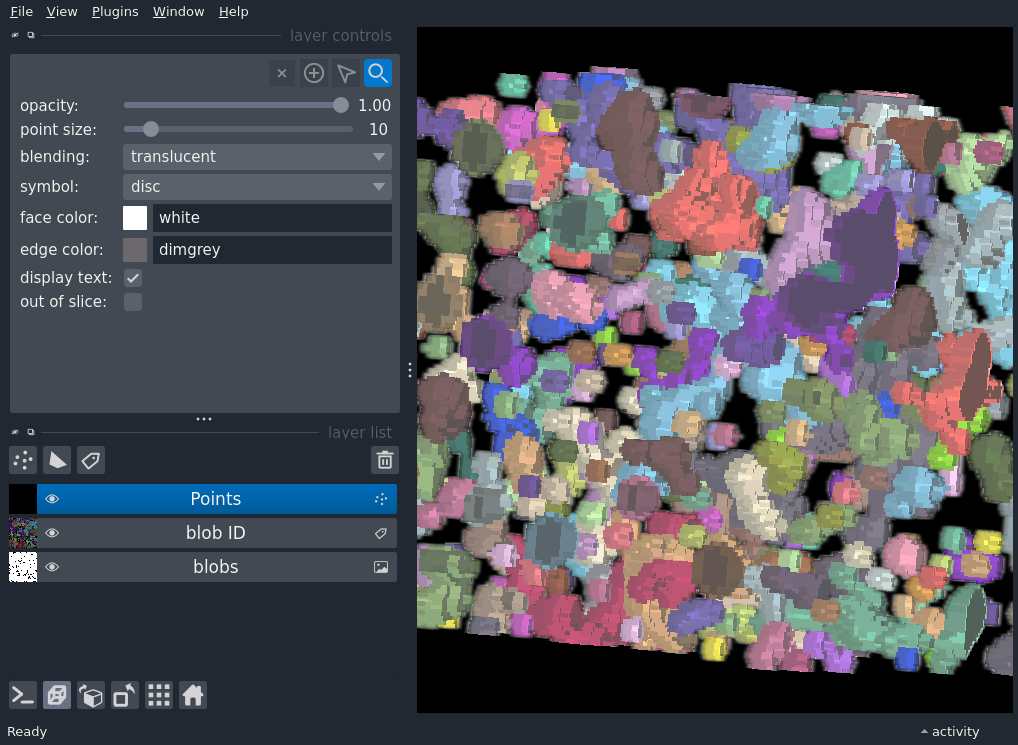 File View Plugins Window Help
layer controls
opacity: 1.00
point size: 10
blending: translucent
symbol: disc
face color: white
edge color: dimgrey
display text:
out of slice:
layer list
Points
blob ID
blobs
Ready
activity